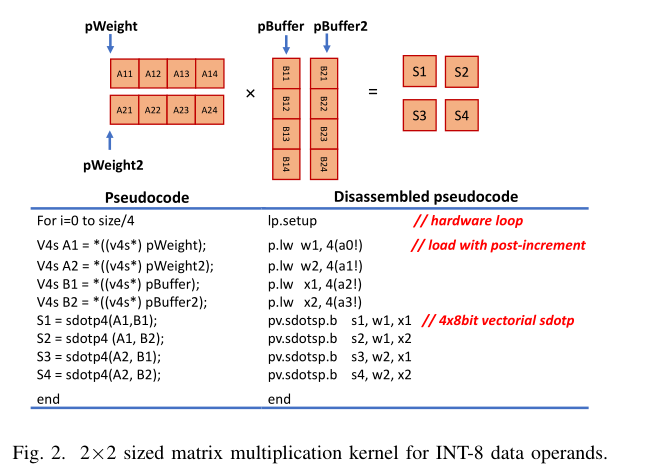 pWeight
pBuffer pBuffer2
A11 A12 A13 A14
A21 A22 A23 A24
pWeight2
×
B11
B12
B13
B14
B21
B22
B23
B24
=
S1 S2
S3 S4
Pseudocode Disassembled pseudocode
For i=0 to size/4 lp.setup // hardware loop
V4s A1 = *((v4s*) pWeight); p.lw w1, 4(a0!) // load with post-increment
V4s A2 = *((v4s*) pWeight2); p.lw w2, 4(a1!)
V4s B1 = *((v4s*) pBuffer); p.lw x1, 4(a2!)
V4s B2 = *((v4s*) pBuffer2); p.lw x2, 4(a3!)
S1 = sdotp4(A1,B1); pv.sdotsp.b s1, w1, x1 // 4x8bit vectorial sdotp
S2 = sdotp4 (A1, B2); pv.sdotsp.b s2, w1, x2
S3 = sdotp4(A2, B1); pv.sdotsp.b s3, w2, x1
S4 = sdotp4(A2, B2); pv.sdotsp.b s4, w2, x2
end end
Fig. 2. 2×2 sized matrix multiplication kernel for INT-8 data operands.